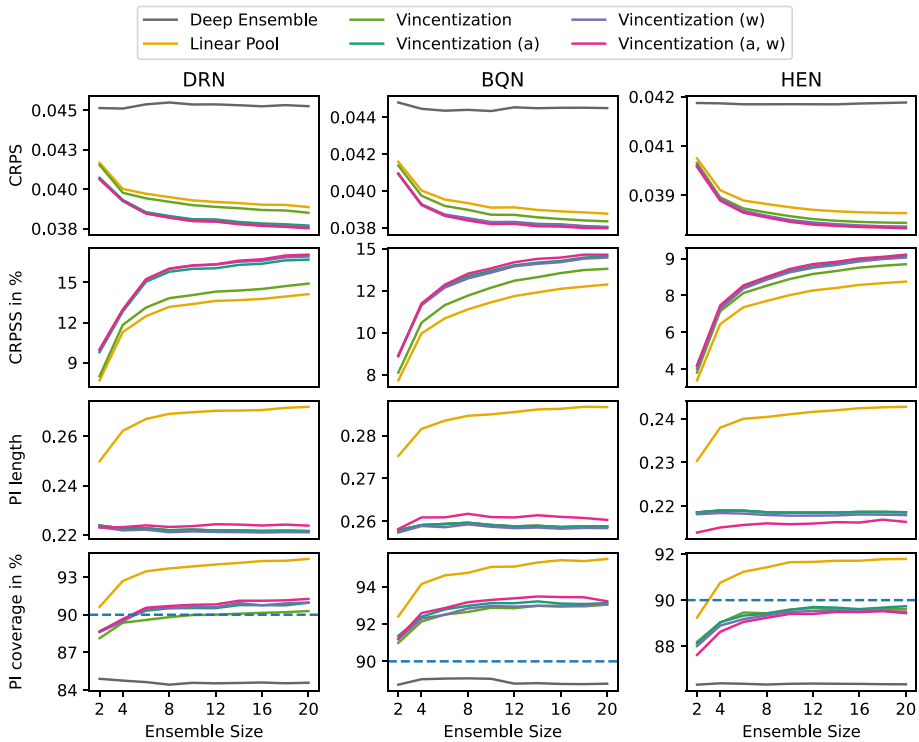 Deep Ensemble Vincentization Vincentization (w)
Linear Pool Vincentization (a) Vincentization (a, w)
DRN BQN HEN
CRPS
0.045 0.044 0.042
0.043 0.042 0.041
0.040 0.040 0.039
0.038 0.038
CRPSS in %
15 15 9
12 12 8
9 10 6
8 4
PI length
0.26 0.28 0.24
0.24 0.26 0.23
0.22 0.22
PI coverage in %
93 94 92
90 92 90
87 90 88
84
2 4 8 12 16 20 2 4 8 12 16 20 2 4 8 12 16 20
Ensemble Size Ensemble Size Ensemble Size